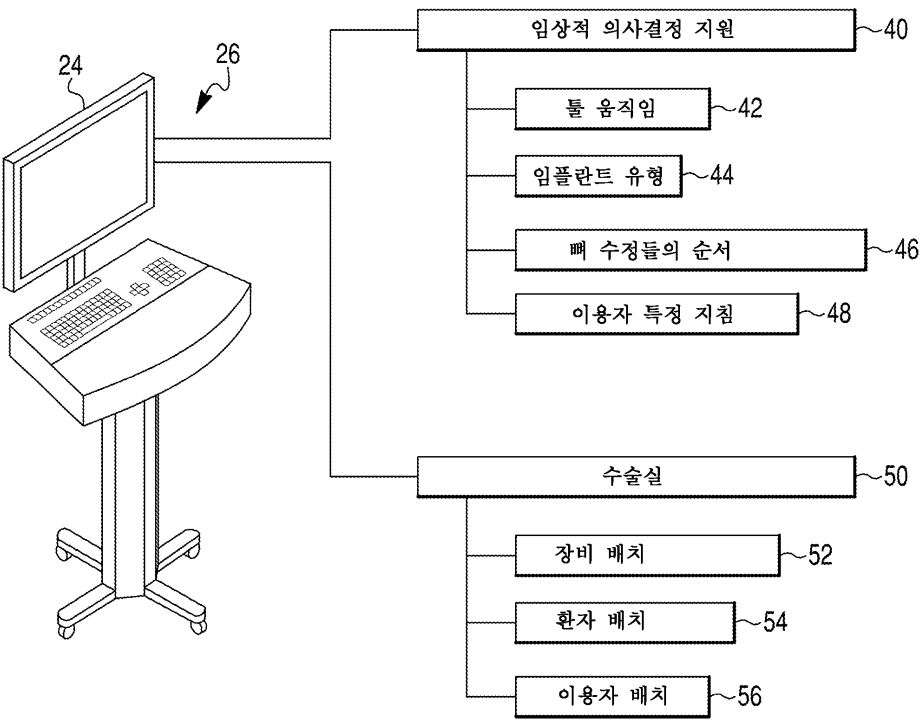 24
26
임상적 의사결정 지원
40
툴 움직임
42
임플란트 유형
44
뼈 수정들의 순서
46
이용자 특정 지침
48
수술실
50
장비 배치
52
환자 배치
54
이용자 배치
56